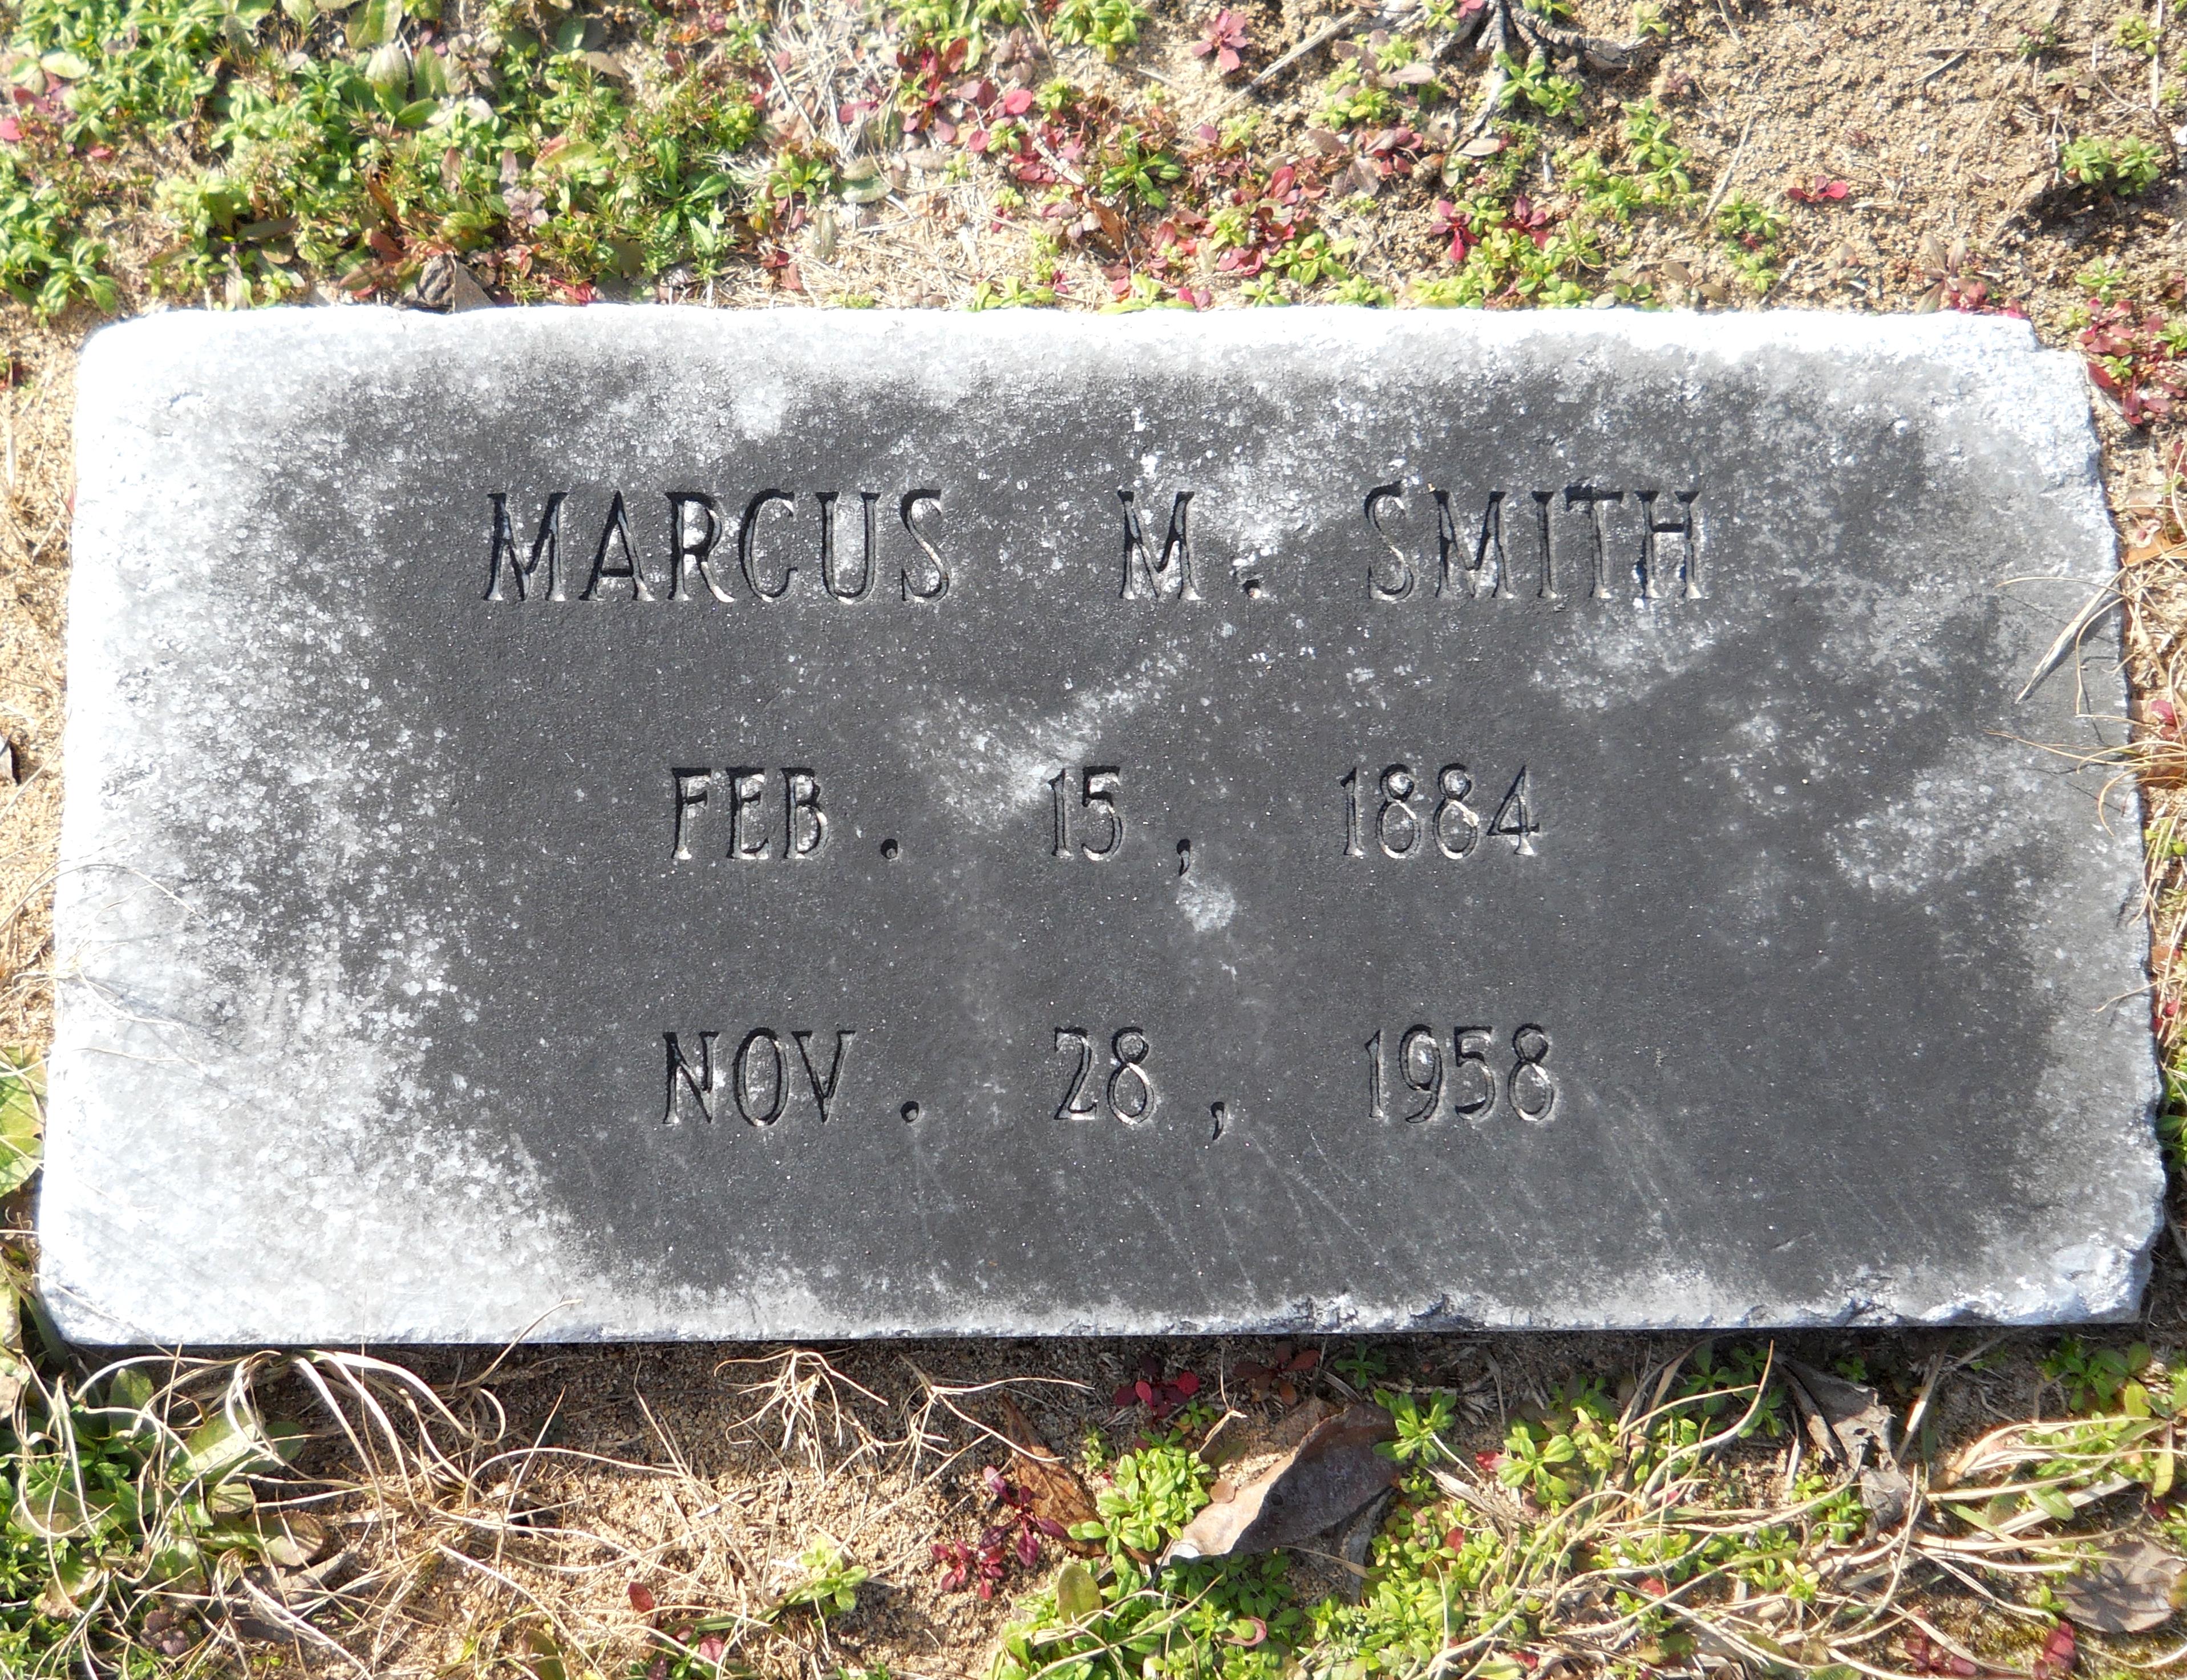 MARCUS M. SMITH
FEB. 15, 1884
NOV. 28, 1958